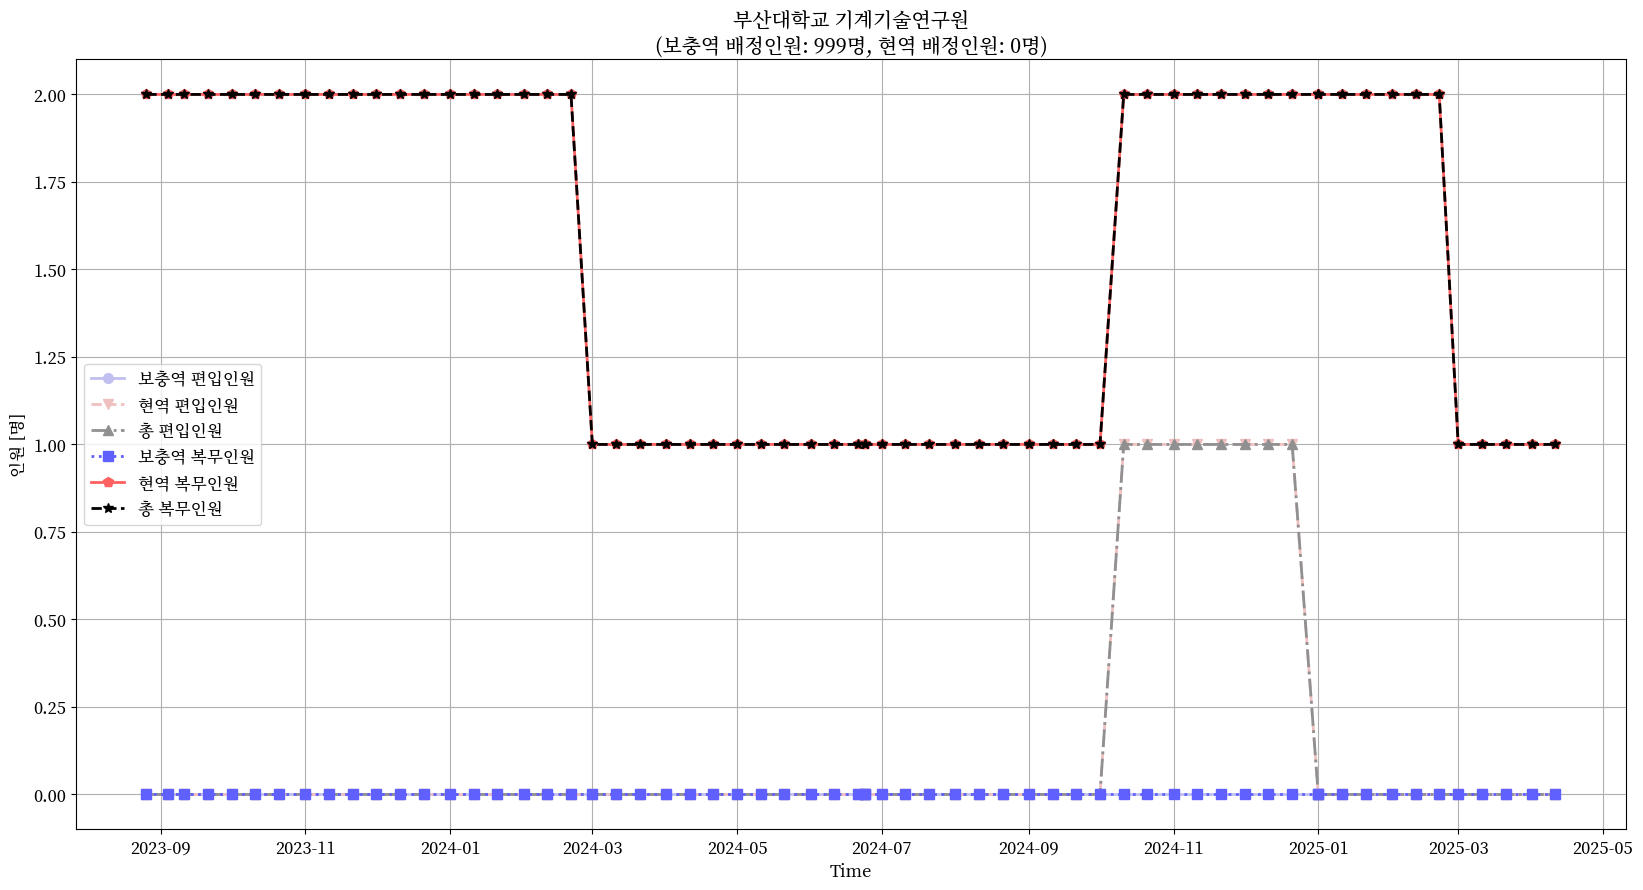 부산대학교 기계기술연구원
(보충역 배정인원: 999명, 현역 배정인원: 0명)
2.00
1.75
1.50
1.25
1.00
0.75
0.50
0.25
0.00
인원 [명]
보충역 편입인원
현역 편입인원
총 편입인원
보충역 복무인원
현역 복무인원
총 복무인원
2023-09 2023-11 2024-01 2024-03 2024-05 2024-07 2024-09 2024-11 2025-01 2025-03 2025-05
Time